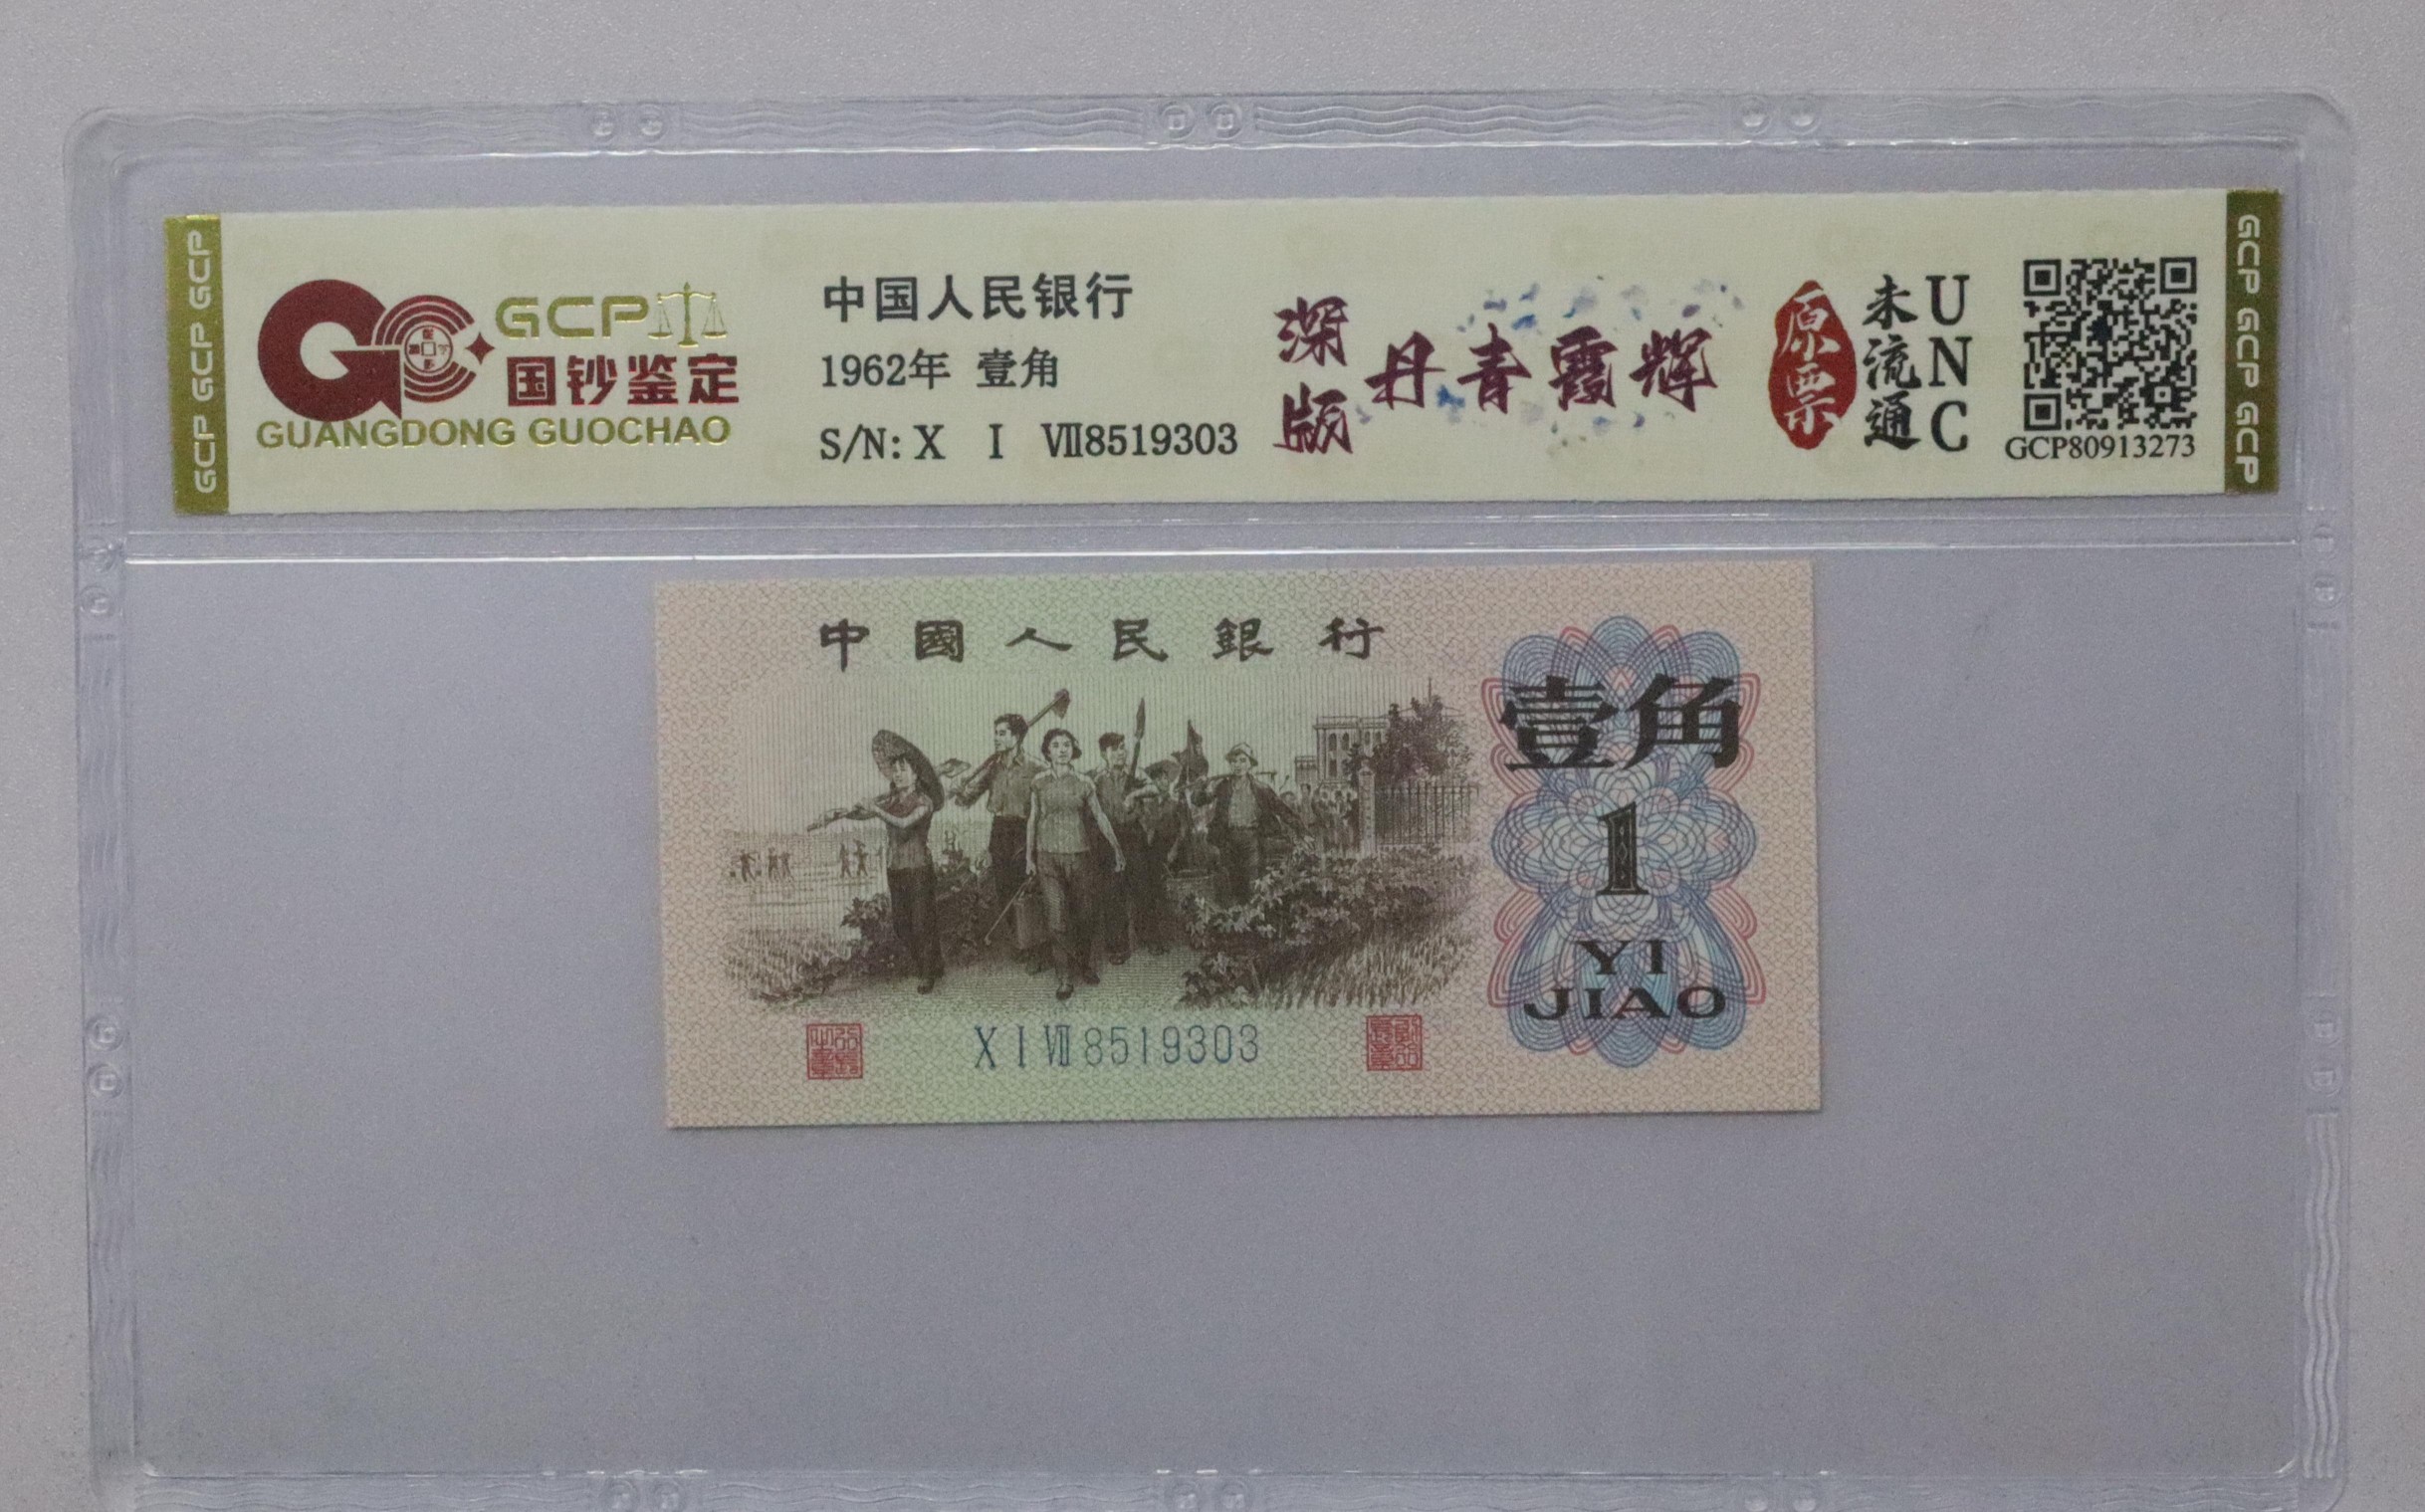 GCP GCP GCP
GCP
国钞鉴定
GUANGDONG GUOCHAO
中国人民银行
1962年 壹角
S/N: X I Ⅶ8519303
深版
丹青霞辉
原票
未流通
UNC
GCP80913273
GCP GCP GCP
中國人民銀行
壹角
1
YI
JIAO
X I Ⅶ 8519303